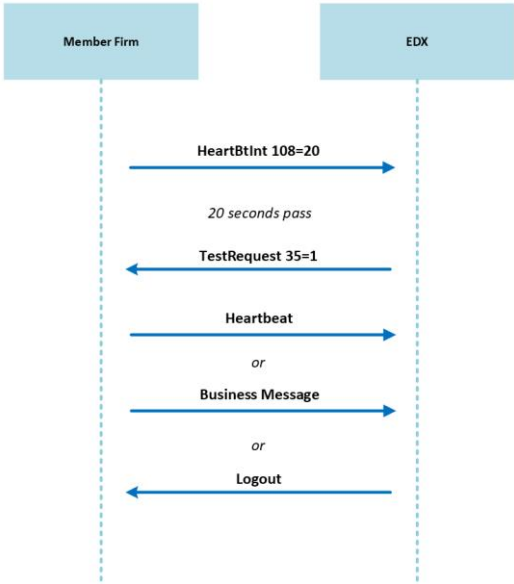 Member Firm
EDX
HeartBtInt 108=20
20 seconds pass
TestRequest 35=1
Heartbeat
or
Business Message
or
Logout